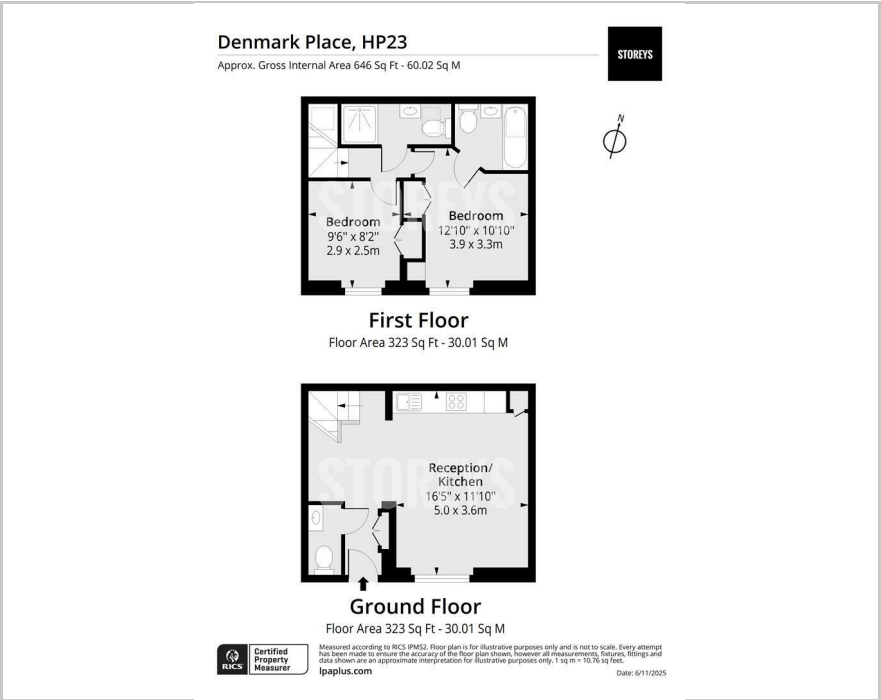 Denmark Place, HP23
Approx. Gross Internal Area 646 Sq Ft - 60.02 Sq M
STOREYS
N
STOREYS
Bedroom
9'6" x 8'2"
2.9 x 2.5m
Bedroom
12'10" x 10'10"
3.9 x 3.3m
First Floor
Floor Area 323 Sq Ft - 30.01 Sq M
STOREYS
Reception/
Kitchen
16'5" x 11'10"
5.0 x 3.6m
Ground Floor
Floor Area 323 Sq Ft - 30.01 Sq M
RICS
Certified
Property
Measurer
Measured according to RICS IPMS2. Floor plan is for illustrative purposes only and is not to scale. Every attempt
has been made to ensure the accuracy of the floor plan shown, however all measurements, fixtures, fittings and
data shown are an approximate interpretation for illustrative purposes only. 1 sq m = 10.76 sq feet.
lpaplus.com
Date: 6/11/2025